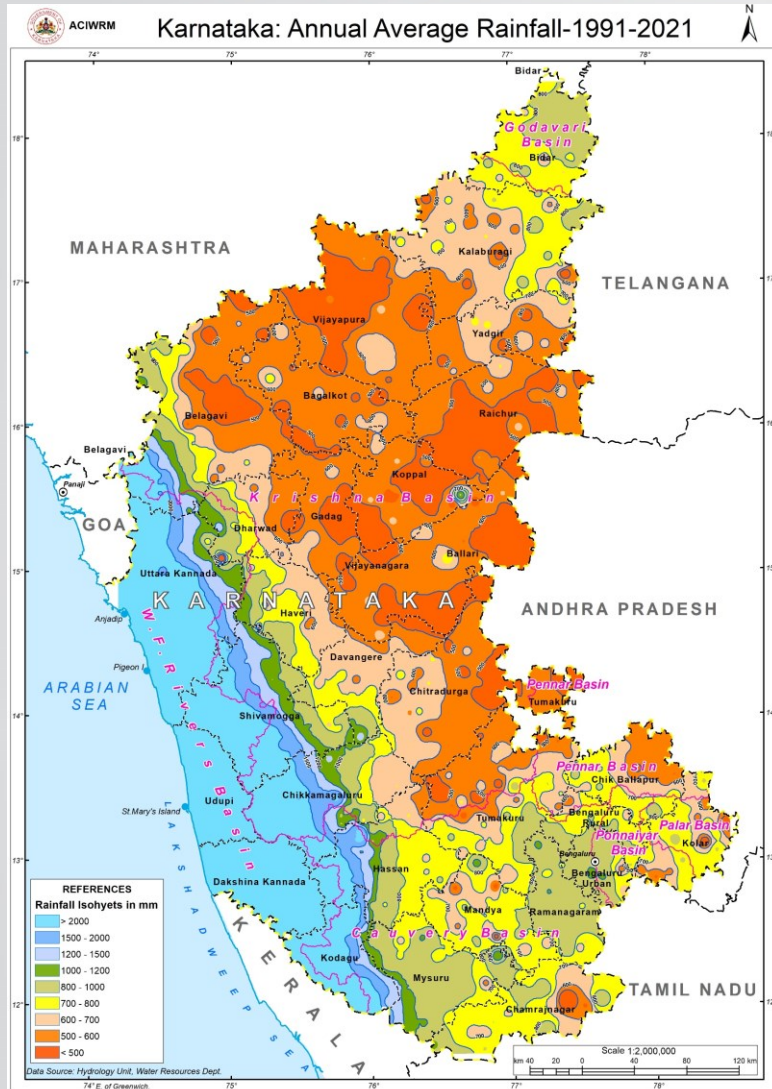 ACIWRM
Karnataka: Annual Average Rainfall-1991-2021
N
74°
75°
76°
77°
78°
Bidar
18°
Godavari
Basin
Bidar
MAHARASHTRA
Kalaburagi
TELANGANA
17°
Vijayapura
Yadgir
Bagalkot
Belagavi
Raichur
16°
Belagavi
Panaji
Koppal
Krishna Basin
GOA
Gadag
Dharwad
Ballari
Vijayanagara
15°
Uttara Kannada
KARNATAKA
ANDHRA PRADESH
Anjadip
Haveri
Davangere
Pigeon I
Chitradurga
ARABIAN
SEA
Pennar Basin
Tumakuru
W.F. Rivers Basin
14°
Shivamogga
Pennar Basin
Chik Ballapur
Chikkamagaluru
Udupi
St.Mary's Island
Tumakuru
Bengaluru
Rural
Palar Basin
Ponnaiyar
Basin
Kolar
13°
Bengaluru
Hassan
Bengaluru
Urban
Dakshina Kannada
Mandya
Ramanagaram
Cauvery Basin
LAKSHADWEEP SEA
KERALA
Kodagu
Mysuru
TAMIL NADU
12°
Chamrajnagar
REFERENCES
Rainfall Isohyets in mm
> 2000
1500 - 2000
1200 - 1500
1000 - 1200
800 - 1000
700 - 800
600 - 700
500 - 600
< 500
Scale 1:2,000,000
km 40 20 0 40 80 120 km
Data Source: Hydrology Unit, Water Resources Dept.
74° E. of Greenwich.
75°
76°
77°
78°